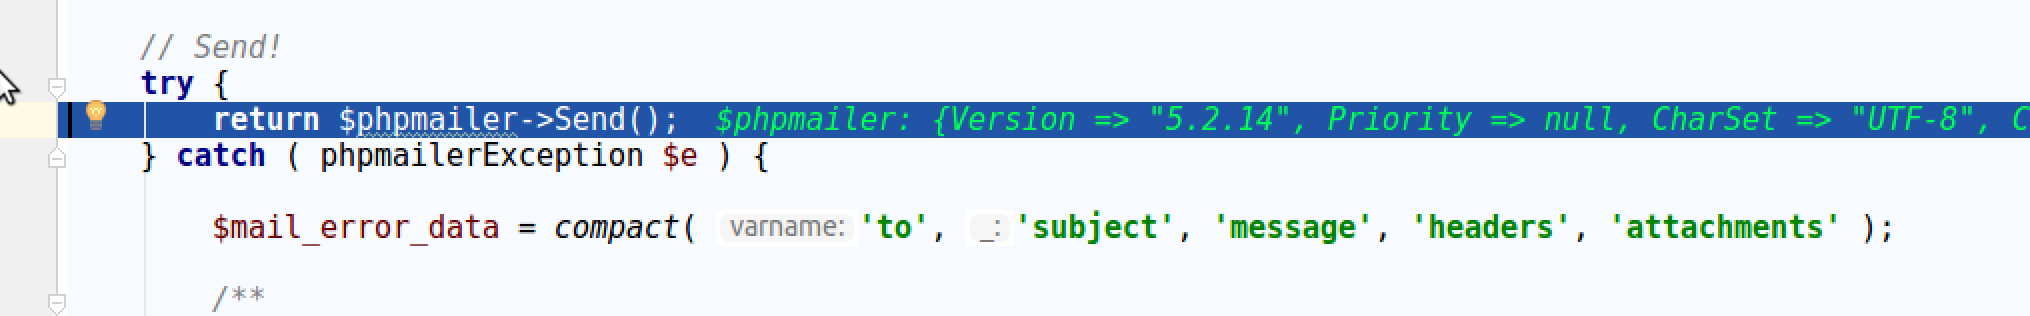 // Send!
try {
return $phpmailer->Send(); $phpmailer: {Version => "5.2.14", Priority => null, CharSet => "UTF-8", C
} catch ( phpmailerException $e ) {
$mail_error_data = compact( varname: 'to', _: 'subject', 'message', 'headers', 'attachments' );
/**